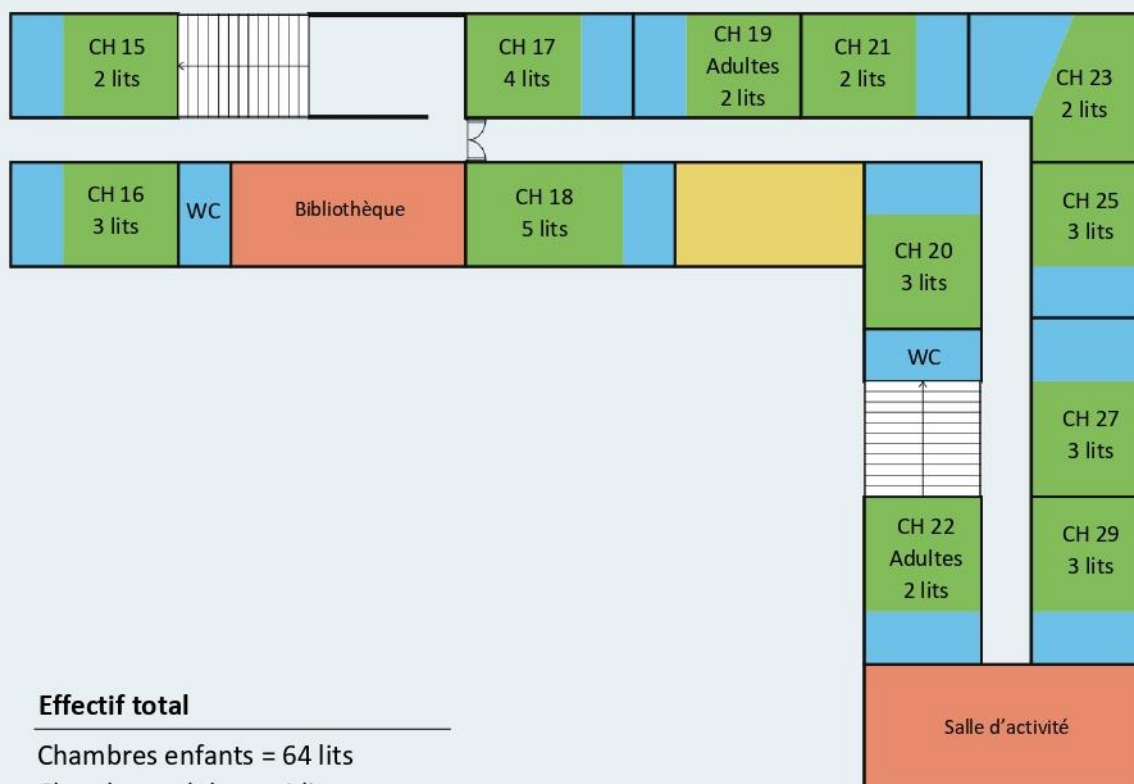 CH 15
2 lits
CH 17
4 lits
CH 19
Adultes
2 lits
CH 21
2 lits
CH 23
2 lits
CH 16
3 lits
WC
Bibliothèque
CH 18
5 lits
CH 25
3 lits
CH 20
3 lits
WC
CH 27
3 lits
CH 22
Adultes
2 lits
CH 29
3 lits
Effectif total
Salle d'activité
Chambres enfants = 64 lits